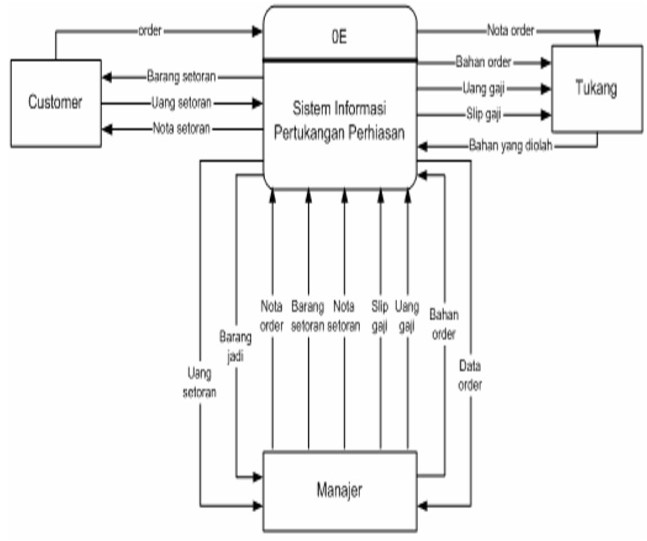 order
0E
Nota order
Customer
Barang setoran
Uang setoran
Nota setoran
Sistem Informasi
Pertukangan Perhiasan
Bahan order
Uang gaji
Slip gaji
Bahan yang diolah
Tukang
Uang
setoran
Barang
jadi
Nota
order
Barang
setoran
Nota
setoran
Slip
gaji
Uang
gaji
Bahan
order
Data
order
Manajer